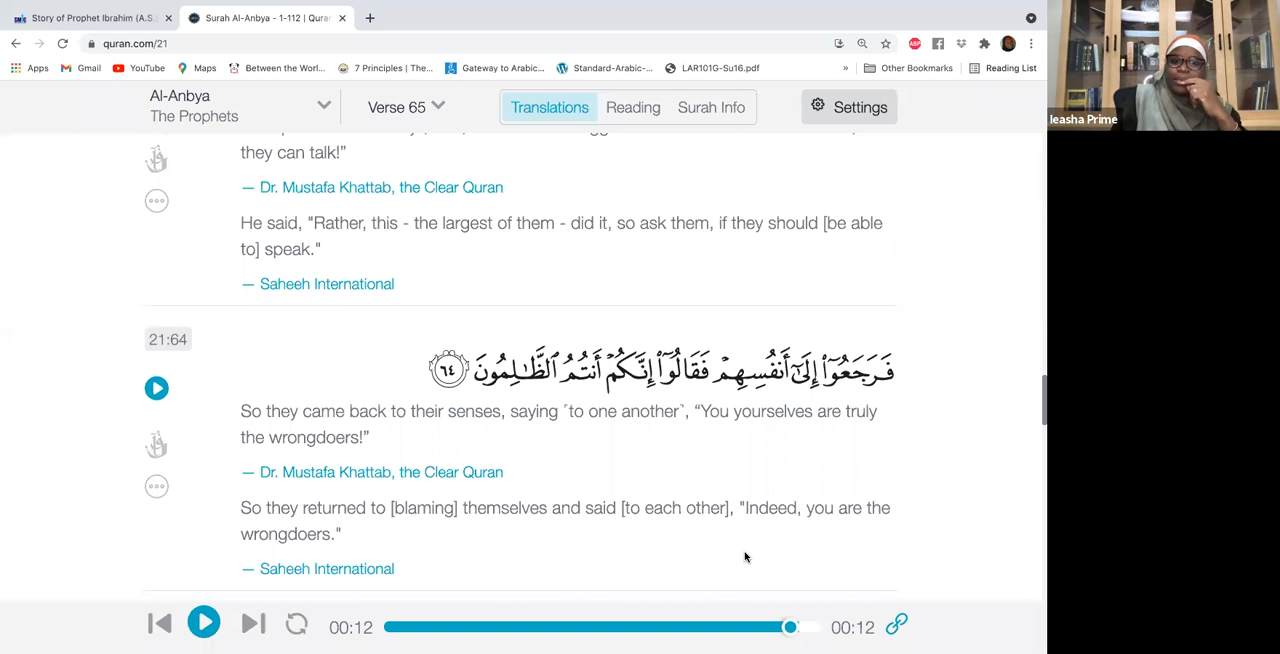 Story of Prophet Ibrahim (A.S.
Surah Al-Anbya - 1-112 | Quran
quran.com/21
ABP
Apps
Gmail
YouTube
Maps
Between the Worl...
7 Principles | The...
Gateway to Arabic...
Standard-Arabic-...
LAR101G-Su16.pdf
»
Other Bookmarks
Reading List
Al-Anbya
The Prophets
Verse 65
Translations
Reading
Surah Info
Settings
Ieasha Prime
they can talk!”
— Dr. Mustafa Khattab, the Clear Quran
He said, "Rather, this - the largest of them - did it, so ask them, if they should [be able
to] speak."
— Saheeh International
21:64
فَرَجَعُوٓا۟ إِلَىٰٓ أَنفُسِهِمْ فَقَالُوٓا۟ إِنَّكُمْ أَنتُمُ ٱلظَّـٰلِمُونَ ٦٤
So they came back to their senses, saying ˹to one another˺, “You yourselves are truly
the wrongdoers!”
— Dr. Mustafa Khattab, the Clear Quran
So they returned to [blaming] themselves and said [to each other], "Indeed, you are the
wrongdoers."
— Saheeh International
00:12
00:12